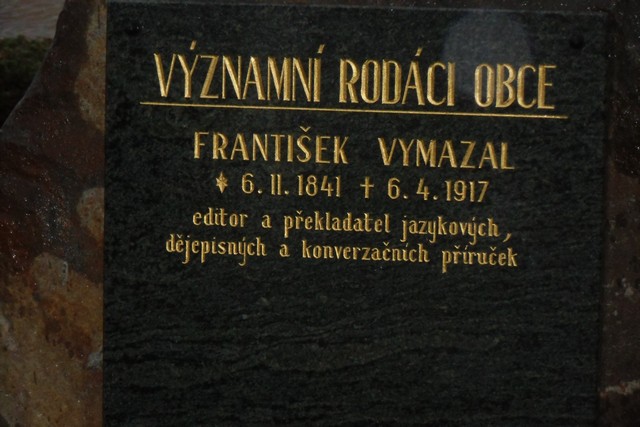 VÝZNAMNÍ RODÁCI OBCE
FRANTIŠEK VYMAZAL
* 6. 11. 1841 † 6. 4. 1917
editor a překladatel jazykových,
dějepisných a konverzačních příruček